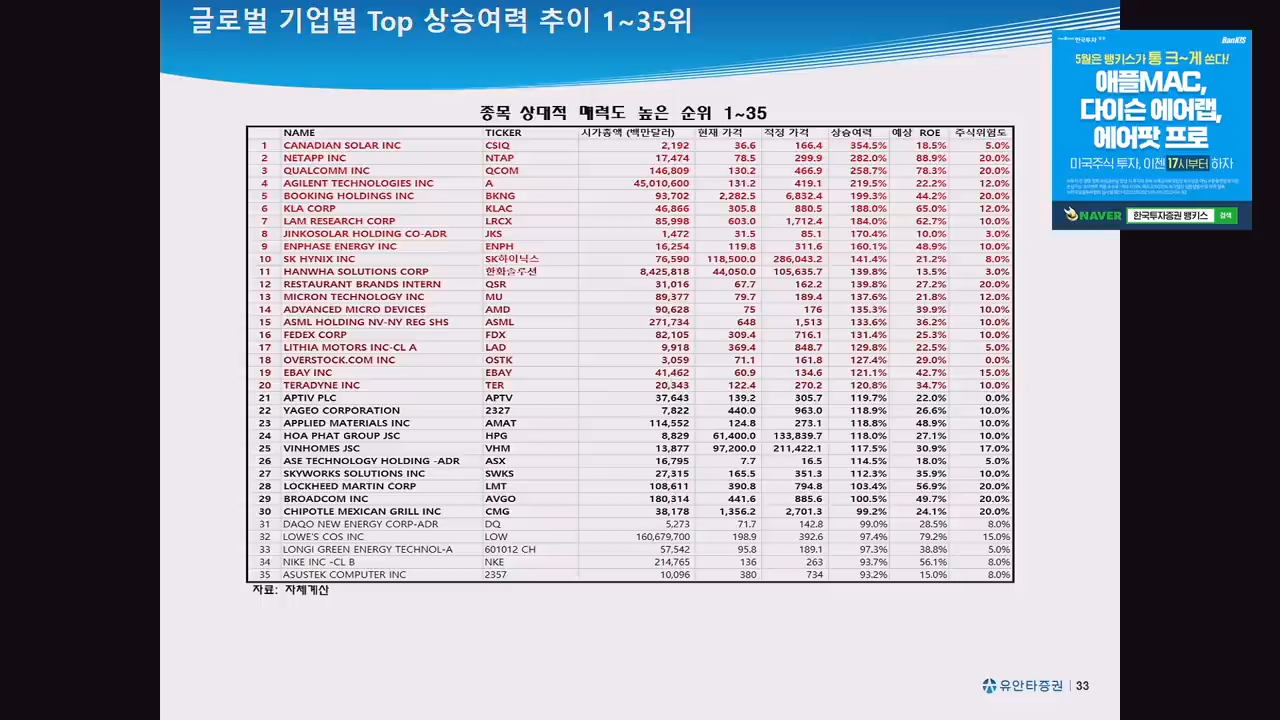 글로벌 기업별 Top 상승여력 추이 1~35위
종목 상대적 매력도 높은 순위 1~35
NAME TICKER 시가총액 (백만달러) 현재 가격 적정 가격 상승여력 예상 ROE 주식위험도
1 CANADIAN SOLAR INC CSIQ 2,192 36.6 166.4 354.5% 18.5% 5.0%
2 NETAPP INC NTAP 17,474 78.5 299.9 282.0% 88.9% 20.0%
3 QUALCOMM INC QCOM 146,809 130.2 466.9 258.7% 78.3% 20.0%
4 AGILENT TECHNOLOGIES INC A 45,010,600 131.2 419.1 219.5% 22.2% 12.0%
5 BOOKING HOLDINGS INC BKNG 93,702 2,282.5 6,832.4 199.3% 44.2% 20.0%
6 KLA CORP KLAC 46,866 305.8 880.5 188.0% 65.0% 12.0%
7 LAM RESEARCH CORP LRCX 85,998 603.0 1,712.4 184.0% 62.7% 10.0%
8 JINKOSOLAR HOLDING CO-ADR JKS 1,472 31.5 85.1 170.4% 10.0% 3.0%
9 ENPHASE ENERGY INC ENPH 16,254 119.8 311.6 160.1% 48.9% 10.0%
10 SK HYNIX INC SK하이닉스 76,590 118,500.0 286,043.2 141.4% 21.2% 8.0%
11 HANWHA SOLUTIONS CORP 한화솔루션 8,425,818 44,050.0 105,635.7 139.8% 13.5% 3.0%
12 RESTAURANT BRANDS INTERN QSR 31,016 67.7 162.2 139.8% 27.2% 20.0%
13 MICRON TECHNOLOGY INC MU 89,377 79.7 189.4 137.6% 21.8% 12.0%
14 ADVANCED MICRO DEVICES AMD 90,628 75 176 135.3% 39.9% 10.0%
15 ASML HOLDING NV-NY REG SHS ASML 271,734 648 1,513 133.6% 36.2% 10.0%
16 FEDEX CORP FDX 82,105 309.4 716.1 131.4% 25.3% 10.0%
17 LITHIA MOTORS INC-CL A LAD 9,918 369.4 848.7 129.8% 22.5% 5.0%
18 OVERSTOCK.COM INC OSTK 3,059 71.1 161.8 127.4% 29.0% 0.0%
19 EBAY INC EBAY 41,462 60.9 134.6 121.1% 42.7% 15.0%
20 TERADYNE INC TER 20,343 122.4 270.2 120.8% 34.7% 10.0%
21 APTIV PLC APTV 37,643 139.2 305.7 119.7% 22.0% 0.0%
22 YAGEO CORPORATION 2327 7,822 440.0 963.0 118.9% 26.6% 10.0%
23 APPLIED MATERIALS INC AMAT 114,552 124.8 273.1 118.8% 48.9% 10.0%
24 HOA PHAT GROUP JSC HPG 8,829 61,400.0 133,839.7 118.0% 27.1% 10.0%
25 VINHOMES JSC VHM 13,877 97,200.0 211,422.1 117.5% 30.9% 17.0%
26 ASE TECHNOLOGY HOLDING -ADR ASX 16,795 7.7 16.5 114.5% 18.0% 5.0%
27 SKYWORKS SOLUTIONS INC SWKS 27,315 165.5 351.3 112.3% 35.9% 10.0%
28 LOCKHEED MARTIN CORP LMT 108,611 390.8 794.8 103.4% 56.9% 20.0%
29 BROADCOM INC AVGO 180,314 441.6 885.6 100.5% 49.7% 20.0%
30 CHIPOTLE MEXICAN GRILL INC CMG 38,178 1,356.2 2,701.3 99.2% 24.1% 20.0%
31 DAQO NEW ENERGY CORP-ADR DQ 5,273 71.7 142.8 99.0% 28.5% 8.0%
32 LOWE'S COS INC LOW 160,679,700 198.9 392.6 97.4% 79.2% 15.0%
33 LONGI GREEN ENERGY TECHNOL-A 601012 CH 57,542 95.8 189.1 97.3% 38.8% 5.0%
34 NIKE INC -CL B NKE 214,765 136 263 93.7% 56.1% 8.0%
35 ASUSTEK COMPUTER INC 2357 10,096 380 734 93.2% 15.0% 8.0%
자료: 자체계산
유안타증권 33
한국투자 BanKIS
5월은 뱅키스가 통 크~게 쏜다!
애플MAC,
다이슨 에어랩,
에어팟 프로
미국주식 투자, 이젠 17시부터 하자
NAVER 한국투자증권 뱅키스 검색